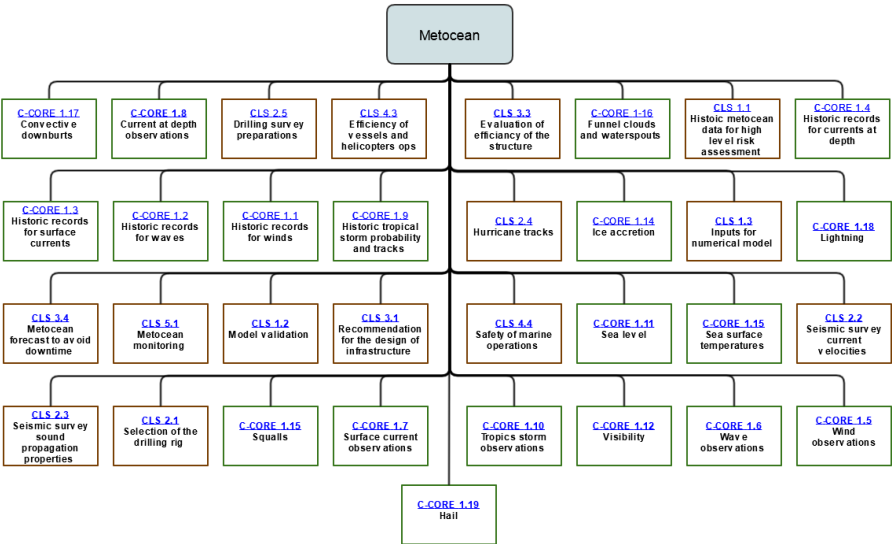 Metocean
C-CORE 1.17
Convective
downburts
C-CORE 1.8
Current at depth
observations
CLS 2.5
Drilling survey
preparations
CLS 4.3
Efficiency of
vessels and
helicopters ops
CLS 3.3
Evaluation of
efficiancy of the
structure
C-CORE 1-16
Funnel clouds
and waterspouts
CLS 1.1
Histoic metocean
data for high
level risk
assessment
C-CORE 1.4
Historic records
for currents at
depth
C-CORE 1.3
Historic records
for surface
currents
C-CORE 1.2
Historic records
for waves
C-CORE 1.1
Historic records
for winds
C-CORE 1.9
Historic tropical
storm probability
and tracks
CLS 2.4
Hurricane tracks
C-CORE 1.14
Ice accretion
CLS 1.3
Inputs for
numerical model
C-CORE 1.18
Lightning
CLS 3.4
Metocean
forecast to avoid
downtime
CLS 5.1
Metocean
monitoring
CLS 1.2
Model validation
CLS 3.1
Recommendation
for the design of
infrastructure
CLS 4.4
Safety of marine
operations
C-CORE 1.11
Sea level
C-CORE 1.15
Sea surface
temperatures
CLS 2.2
Seismic survey
current
velocities
CLS 2.3
Seismic survey
sound
propagation
properties
CLS 2.1
Selection of the
drilling rig
C-CORE 1.15
Squalls
C-CORE 1.7
Surface current
observations
C-CORE 1.10
Tropics storm
observations
C-CORE 1.12
Visibility
C-CORE 1.6
Wave
observations
C-CORE 1.5
Wind
observations
C-CORE 1.19
Hail